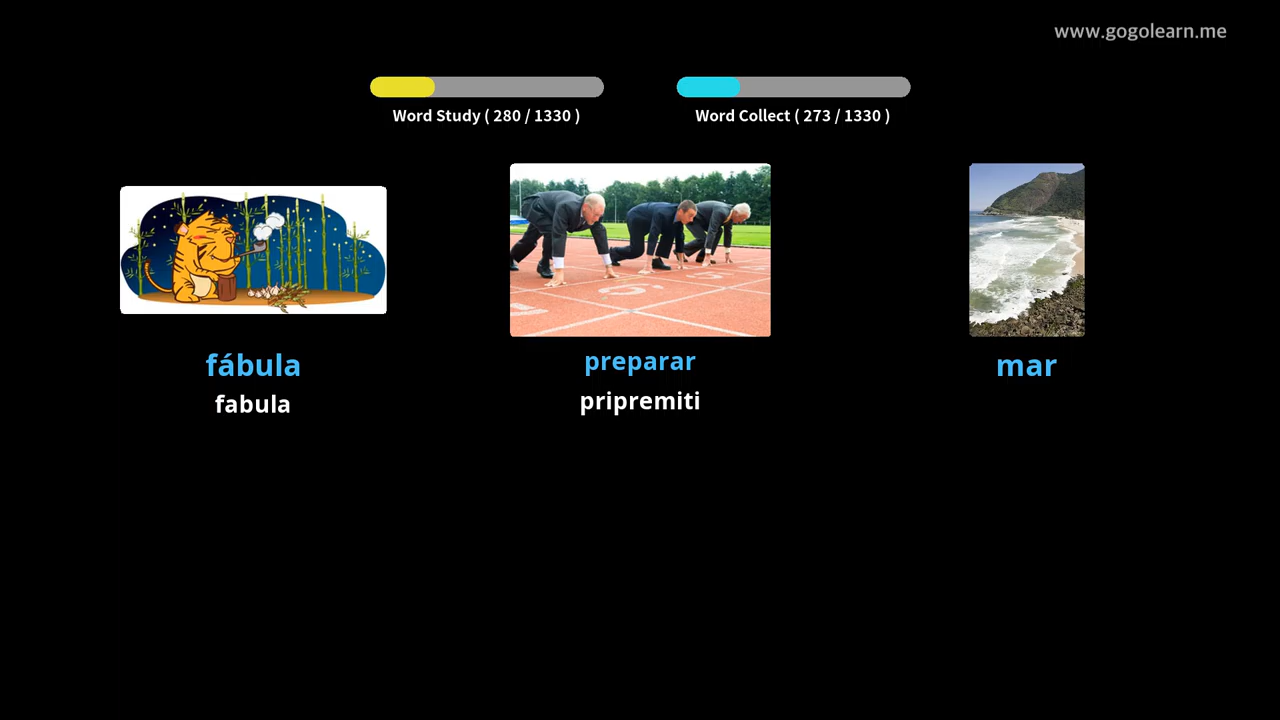 www.gogolearn.me
Word Study ( 280 / 1330 )
Word Collect ( 273 / 1330 )
fábula
fabula
preparar
pripremiti
mar